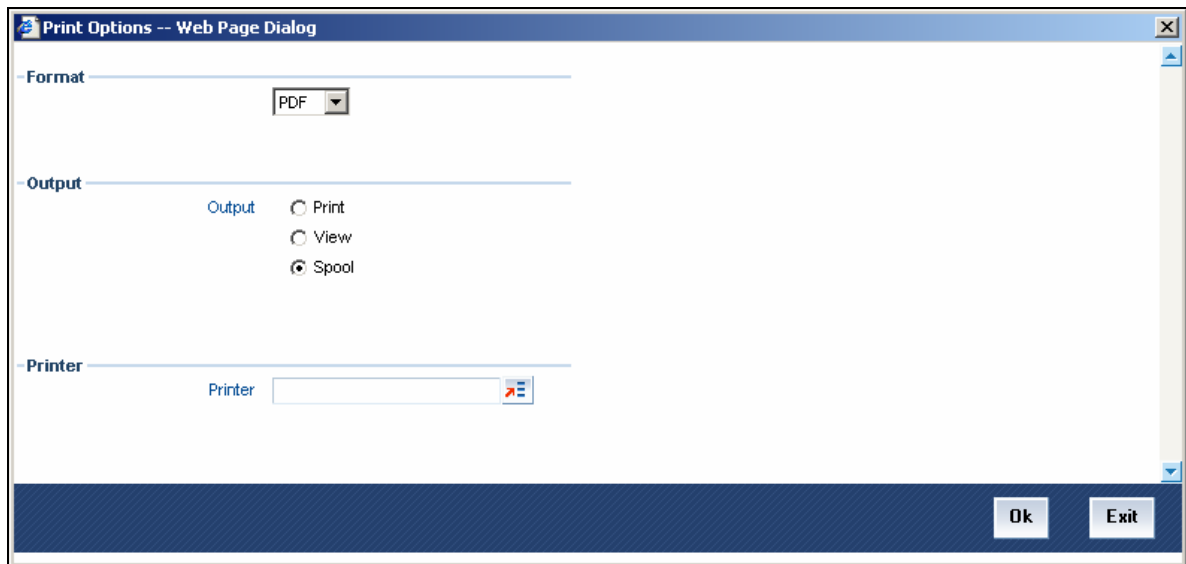 Print Options -- Web Page Dialog
Format
PDF
Output
Output Print
View
Spool
Printer
Printer
Ok Exit